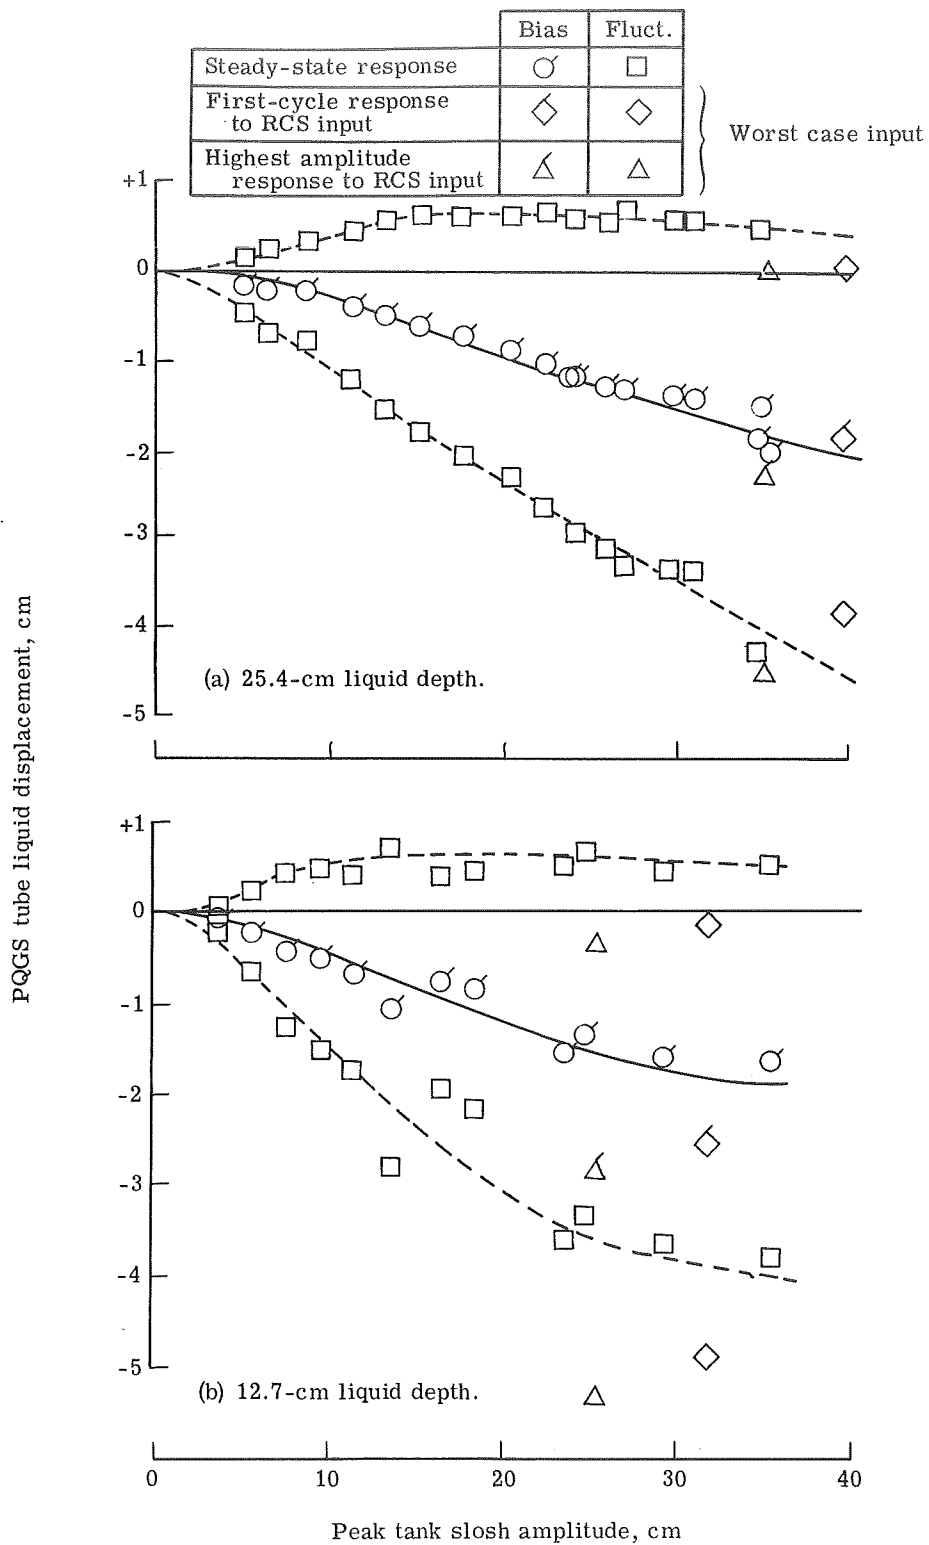 Bias Fluct.
Steady-state response
First-cycle response
to RCS input
Highest amplitude
response to RCS input
Worst case input
+1
0
-1
-2
-3
-4
-5
(a) 25.4-cm liquid depth.
PQGS tube liquid displacement, cm
+1
0
-1
-2
-3
-4
-5
(b) 12.7-cm liquid depth.
0 10 20 30 40
Peak tank slosh amplitude, cm